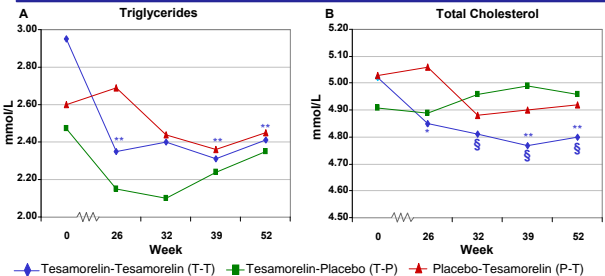 A
Triglycerides
mmol/L
3.00
2.80
2.60
2.40
2.20
2.00
**
**
**
0 26 32 39 52
Week
B
Total Cholesterol
mmol/L
5.20
5.10
5.00
4.90
4.80
4.70
4.60
4.50
*
§
**
§
**
§
0 26 32 39 52
Week
Tesamorelin-Tesamorelin (T-T) Tesamorelin-Placebo (T-P) Placebo-Tesamorelin (P-T)